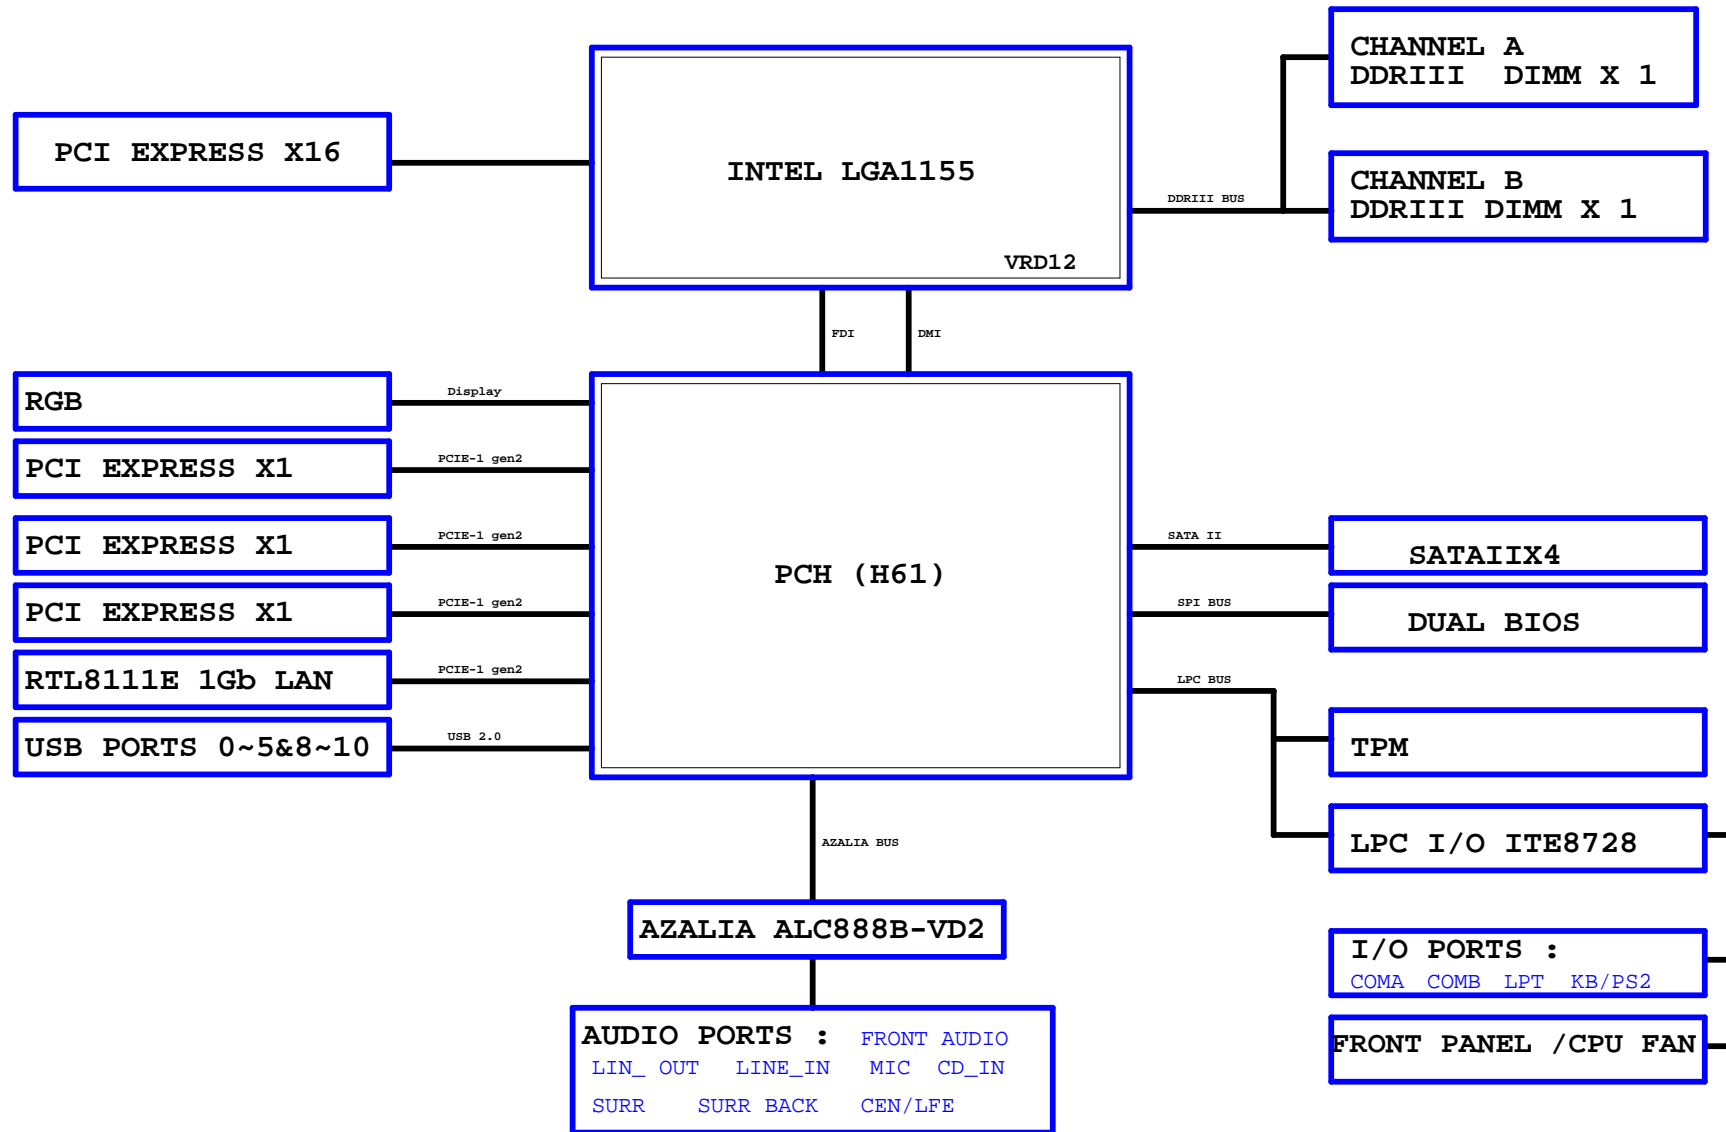 CHANNEL A
DDRIII DIMM X 1
PCI EXPRESS X16
INTEL LGA1155
VRD12
DDRIII BUS
CHANNEL B
DDRIII DIMM X 1
FDI
DMI
RGB
Display
PCI EXPRESS X1
PCIE-1 gen2
PCI EXPRESS X1
PCIE-1 gen2
PCI EXPRESS X1
PCIE-1 gen2
RTL8111E 1Gb LAN
PCIE-1 gen2
USB PORTS 0~5&8~10
USB 2.0
PCH (H61)
SATA II
SATAIIX4
SPI BUS
DUAL BIOS
LPC BUS
TPM
LPC I/O ITE8728
AZALIA BUS
AZALIA ALC888B-VD2
I/O PORTS :
COMA COMB LPT KB/PS2
FRONT PANEL /CPU FAN
AUDIO PORTS : FRONT AUDIO
LIN_ OUT LINE_IN MIC CD_IN
SURR SURR BACK CEN/LFE